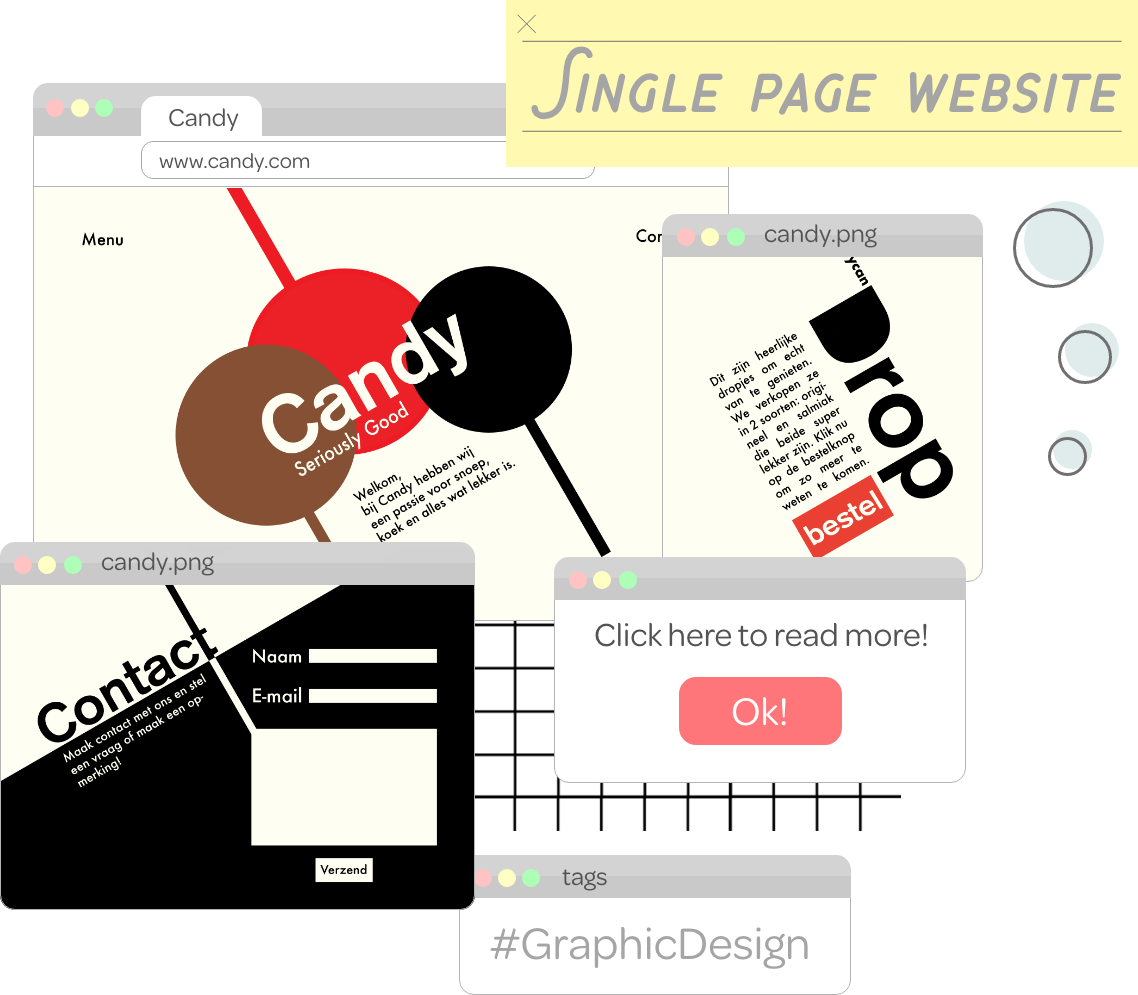 Single page website
Candy
www.candy.com
Menu
candy.png
Candy
Seriously Good
Welkom,
bij Candy hebben wij
een passie voor snoep,
koek en alles wat lekker is.
Drop
Dit zijn heerlijke
dropjes om echt
van te genieten.
We verkopen ze
in 2 soorten: origi-
neel en salmiak
die beide super
lekker zijn. Klik nu
op de bestelknop
om zo meer te
weten te komen.
bestel
candy.png
Contact
Maak contact met ons en stel
een vraag of maak een op-
merking!
Naam
E-mail
Verzend
Click here to read more!
Ok!
tags
#GraphicDesign